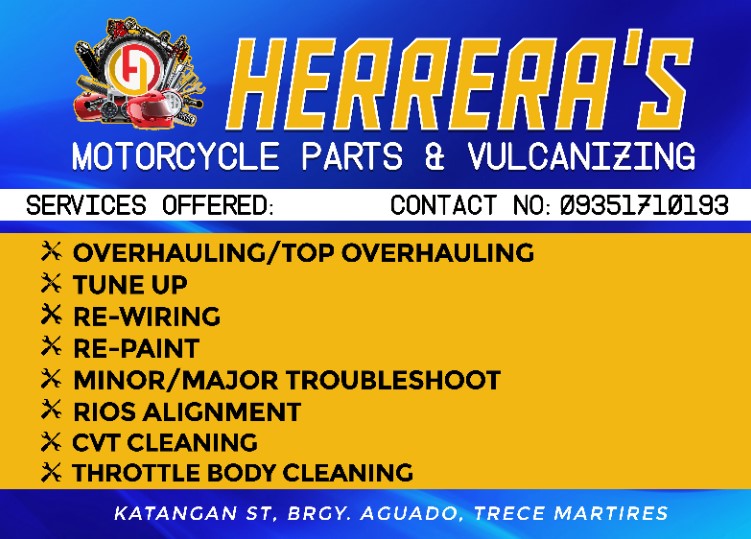 HERRERA'S
MOTORCYCLE PARTS & VULCANIZING
SERVICES OFFERED: CONTACT NO: 09351710193
OVERHAULING/TOP OVERHAULING
TUNE UP
RE-WIRING
RE-PAINT
MINOR/MAJOR TROUBLESHOOT
RIOS ALIGNMENT
CVT CLEANING
THROTTLE BODY CLEANING
KATANGAN ST, BRGY. AGUADO, TRECE MARTIRES